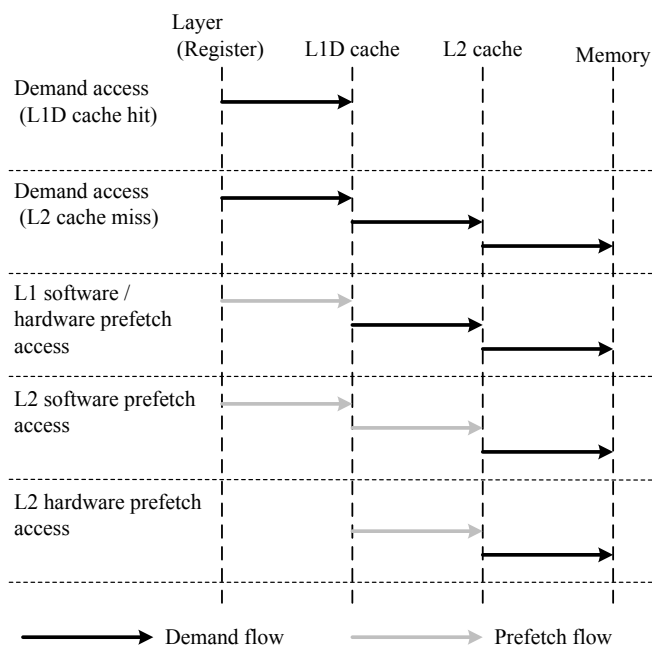 Layer
(Register)
L1D cache
L2 cache
Memory
Demand access
(L1D cache hit)
Demand access
(L2 cache miss)
L1 software /
hardware prefetch
access
L2 software prefetch
access
L2 hardware prefetch
access
Demand flow
Prefetch flow